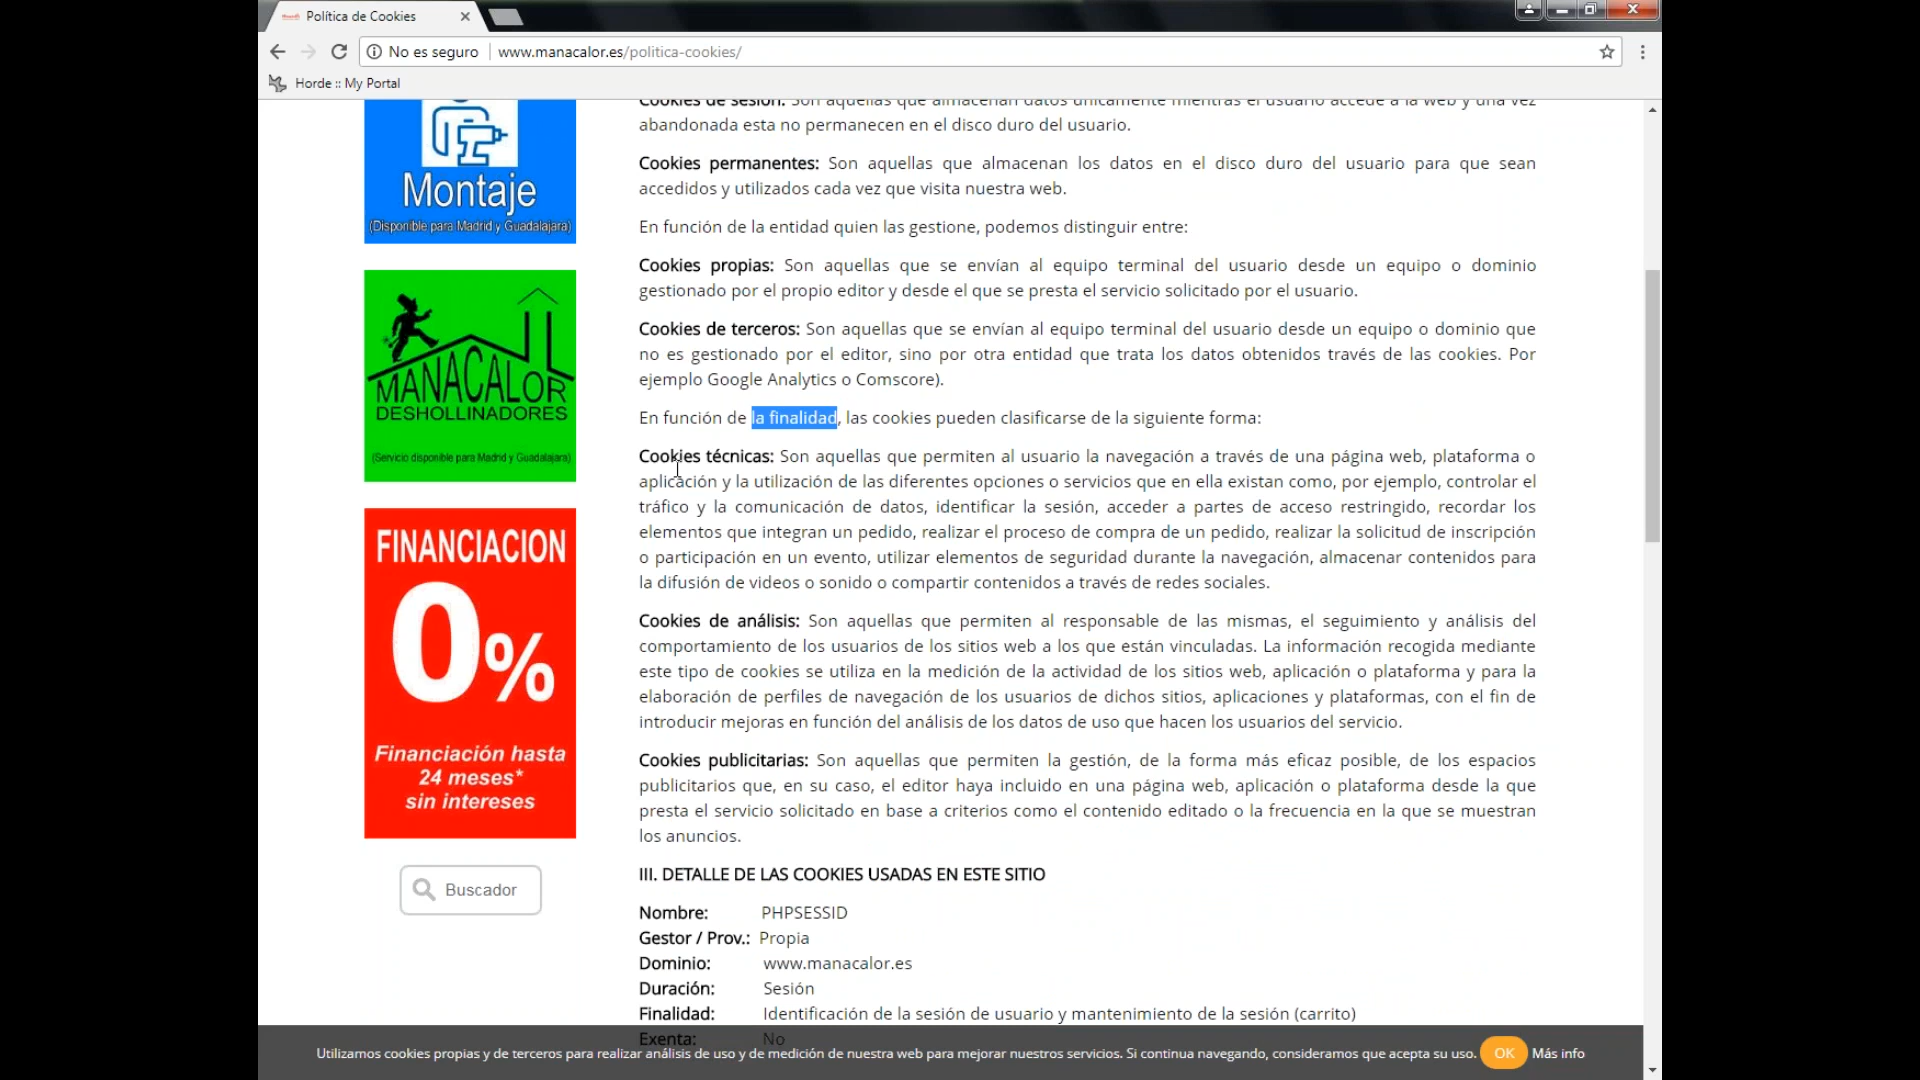 Política de Cookies
No es seguro | www.manacalor.es/politica-cookies/
Horde :: My Portal
Montaje
(Disponible para Madrid y Guadalajara)
MANACALOR
DESHOLLINADORES
(Servicio disponible para Madrid y Guadalajara)
FINANCIACION
0%
Financiación hasta
24 meses*
sin intereses
Buscador
Cookies de sesión: Son aquellas que almacenan datos únicamente mientras el usuario accede a la web y una vez
abandonada esta no permanecen en el disco duro del usuario.
Cookies permanentes: Son aquellas que almacenan los datos en el disco duro del usuario para que sean
accedidos y utilizados cada vez que visita nuestra web.
En función de la entidad quien las gestione, podemos distinguir entre:
Cookies propias: Son aquellas que se envían al equipo terminal del usuario desde un equipo o dominio
gestionado por el propio editor y desde el que se presta el servicio solicitado por el usuario.
Cookies de terceros: Son aquellas que se envían al equipo terminal del usuario desde un equipo o dominio que
no es gestionado por el editor, sino por otra entidad que trata los datos obtenidos través de las cookies. Por
ejemplo Google Analytics o Comscore).
En función de la finalidad, las cookies pueden clasificarse de la siguiente forma:
Cookies técnicas: Son aquellas que permiten al usuario la navegación a través de una página web, plataforma o
aplicación y la utilización de las diferentes opciones o servicios que en ella existan como, por ejemplo, controlar el
tráfico y la comunicación de datos, identificar la sesión, acceder a partes de acceso restringido, recordar los
elementos que integran un pedido, realizar el proceso de compra de un pedido, realizar la solicitud de inscripción
o participación en un evento, utilizar elementos de seguridad durante la navegación, almacenar contenidos para
la difusión de videos o sonido o compartir contenidos a través de redes sociales.
Cookies de análisis: Son aquellas que permiten al responsable de las mismas, el seguimiento y análisis del
comportamiento de los usuarios de los sitios web a los que están vinculadas. La información recogida mediante
este tipo de cookies se utiliza en la medición de la actividad de los sitios web, aplicación o plataforma y para la
elaboración de perfiles de navegación de los usuarios de dichos sitios, aplicaciones y plataformas, con el fin de
introducir mejoras en función del análisis de los datos de uso que hacen los usuarios del servicio.
Cookies publicitarias: Son aquellas que permiten la gestión, de la forma más eficaz posible, de los espacios
publicitarios que, en su caso, el editor haya incluido en una página web, aplicación o plataforma desde la que
presta el servicio solicitado en base a criterios como el contenido editado o la frecuencia en la que se muestran
los anuncios.
III. DETALLE DE LAS COOKIES USADAS EN ESTE SITIO
Nombre: PHPSESSID
Gestor / Prov.: Propia
Dominio: www.manacalor.es
Duración: Sesión
Finalidad: Identificación de la sesión de usuario y mantenimiento de la sesión (carrito)
Exenta: No
Utilizamos cookies propias y de terceros para realizar análisis de uso y de medición de nuestra web para mejorar nuestros servicios. Si continua navegando, consideramos que acepta su uso. OK Más info